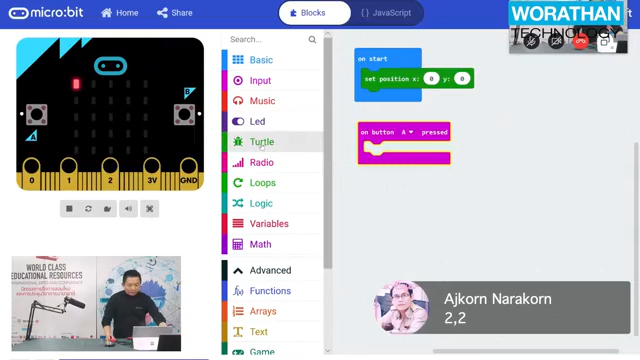 micro:bit
Home
Share
Blocks
JavaScript
WORATHAN
TECHNOLOGY
Search...
Basic
Input
Music
Led
Turtle
Radio
Loops
Logic
Variables
Math
Advanced
Functions
Arrays
Text
Game
on start
set position x: 0 y: 0
on button A pressed
A
B
0 1 2 3V GND
WORLD CLASS
EDUCATIONAL
RESOURCES
Ajkorn Narakorn
2,2